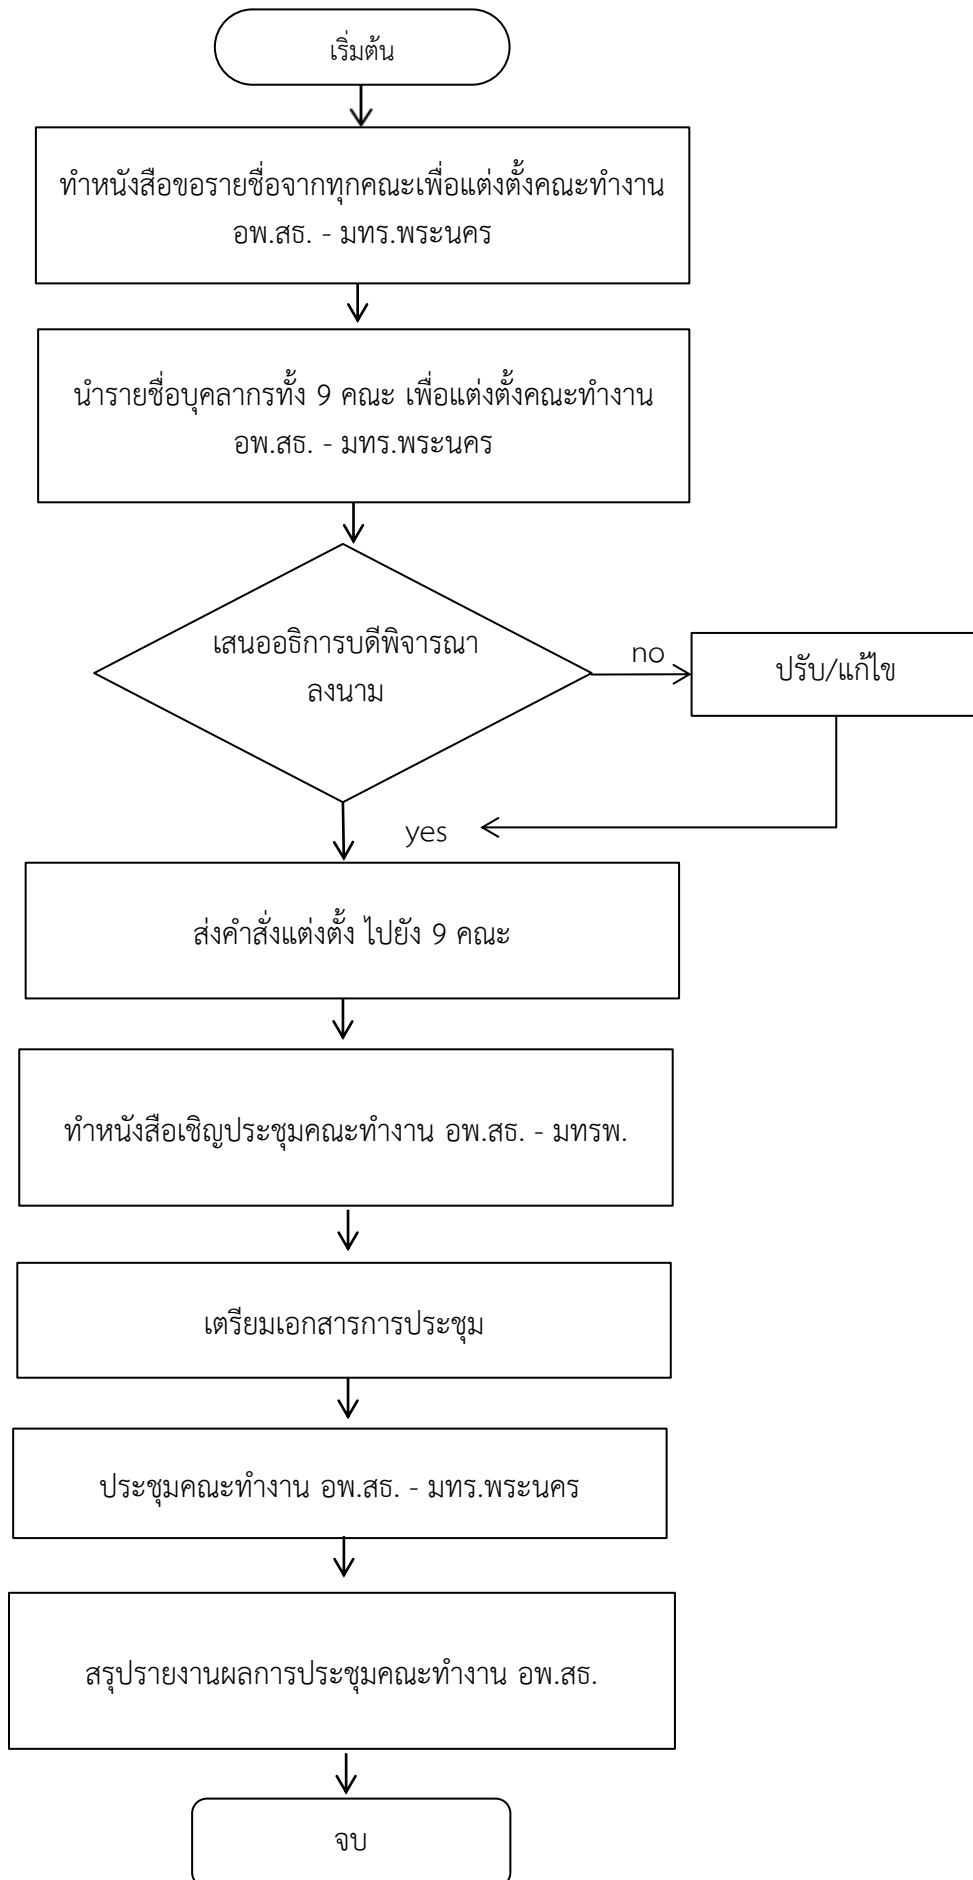 เริ่มต้น
ทำหนังสือขอรายชื่อจากทุกคณะเพื่อแต่งตั้งคณะทำงาน
อพ.สธ. - มทร.พระนคร
นำรายชื่อบุคลากรทั้ง 9 คณะ เพื่อแต่งตั้งคณะทำงาน
อพ.สธ. - มทร.พระนคร
เสนออธิการบดีพิจารณา
ลงนาม
no
ปรับ/แก้ไข
yes
ส่งคำสั่งแต่งตั้ง ไปยัง 9 คณะ
ทำหนังสือเชิญประชุมคณะทำงาน อพ.สธ. - มทรพ.
เตรียมเอกสารการประชุม
ประชุมคณะทำงาน อพ.สธ. - มทร.พระนคร
สรุปรายงานผลการประชุมคณะทำงาน อพ.สธ.
จบ